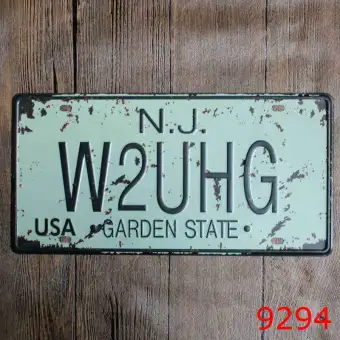 N.J.
W2UHG
USA GARDEN STATE
9294